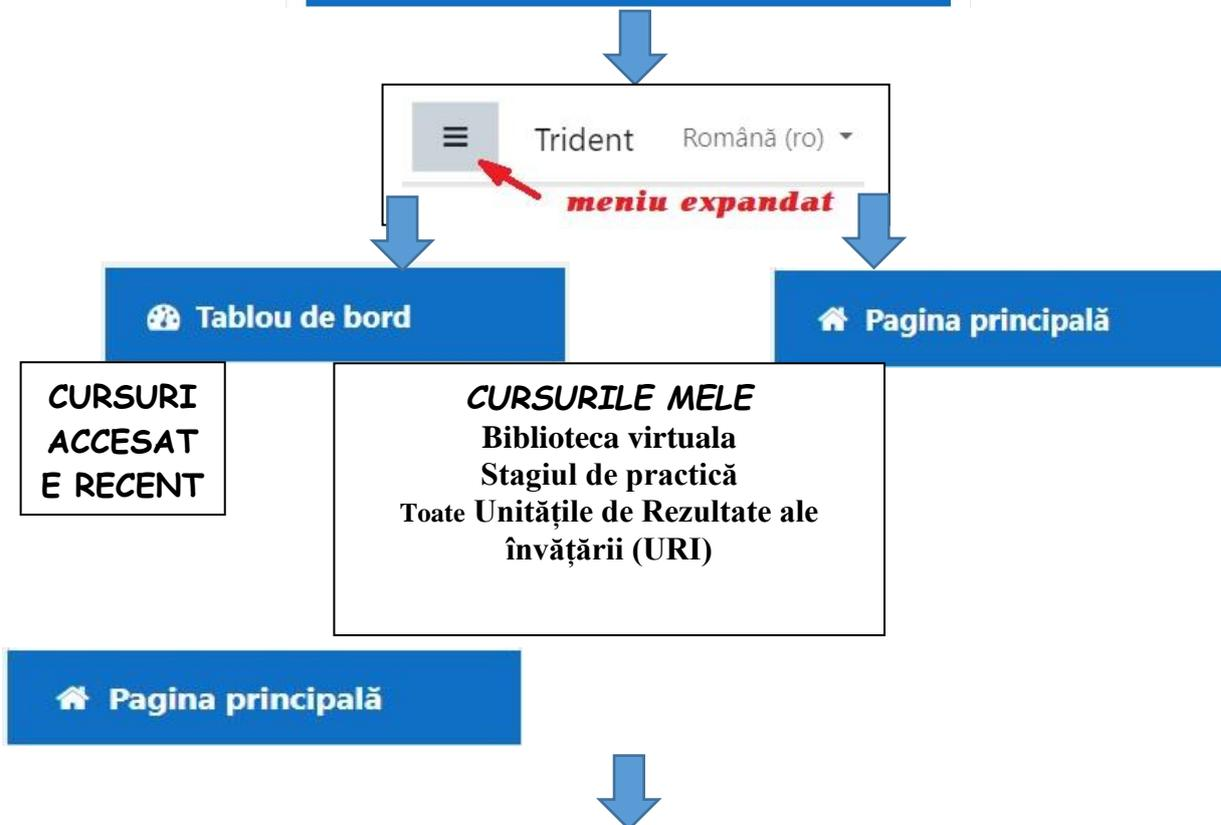 Trident Română (ro)
meniu expandat
Tablou de bord
Pagina principală
CURSURI
ACCESAT
E RECENT
CURSURILE MELE
Biblioteca virtuala
Stagiul de practică
Toate Unitățile de Rezultate ale
învățării (URI)
Pagina principală